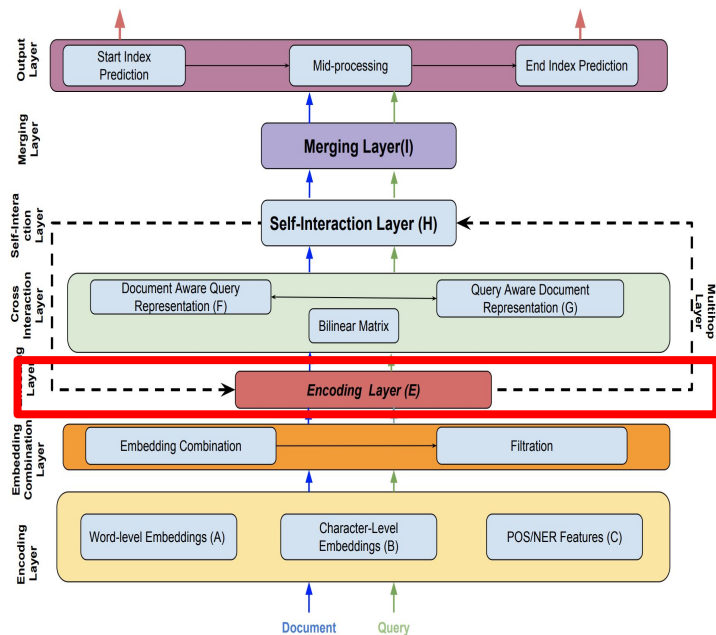 Output
Layer
Start Index
Prediction
Mid-processing
End Index Prediction
Merging
Layer
Merging Layer(I)
Self-Intera
ction
Layer
Self-Interaction Layer (H)
Cross
Interaction
Layer
Document Aware Query
Representation (F)
Query Aware Document
Representation (G)
Bilinear Matrix
Multihop
Layer
Layer
Encoding Layer (E)
Embedding
Combination
Layer
Embedding Combination
Filtration
Encoding
Layer
Word-level Embeddings (A)
Character-Level
Embeddings (B)
POS/NER Features (C)
Document
Query